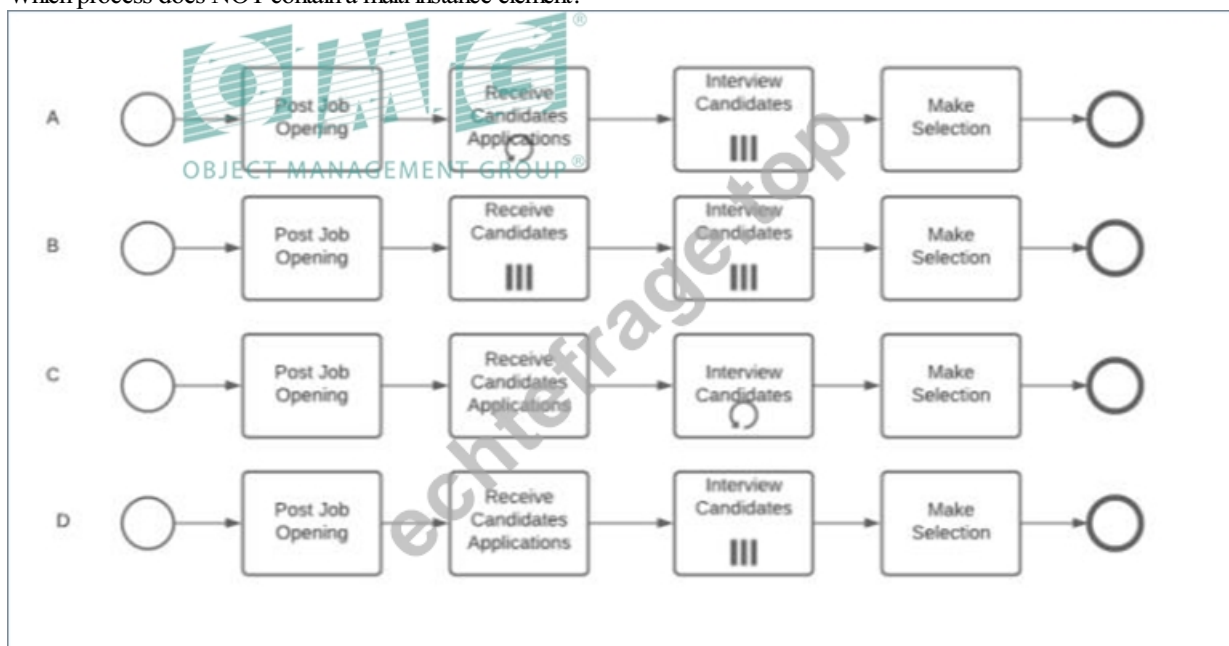 Which process does NOT contain a multi-instance element?
OMG®
OBJECT MANAGEMENT GROUP®
A
Post Job
Opening
Receive
Candidates
Applications
Interview
Candidates
Make
Selection
B
Post Job
Opening
Receive
Candidates
Interview
Candidates
Make
Selection
C
Post Job
Opening
Receive
Candidates
Applications
Interview
Candidates
Make
Selection
D
Post Job
Opening
Receive
Candidates
Applications
Interview
Candidates
Make
Selection
echtefrage.top